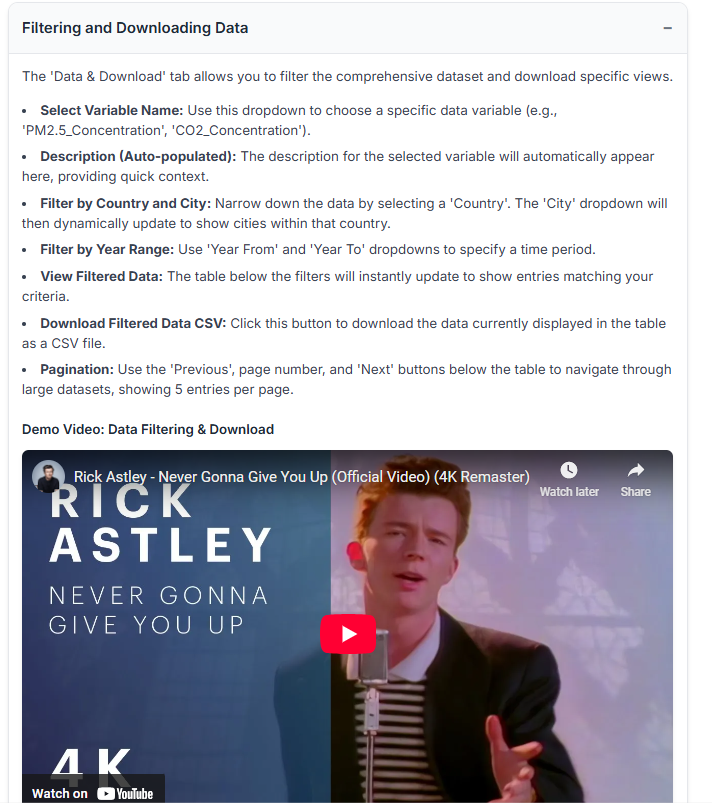 Filtering and Downloading Data
The 'Data & Download' tab allows you to filter the comprehensive dataset and download specific views.
• Select Variable Name: Use this dropdown to choose a specific data variable (e.g.,
'PM2.5_Concentration', 'CO2_Concentration').
• Description (Auto-populated): The description for the selected variable will automatically appear
here, providing quick context.
• Filter by Country and City: Narrow down the data by selecting a 'Country'. The 'City' dropdown will
then dynamically update to show cities within that country.
• Filter by Year Range: Use 'Year From' and 'Year To' dropdowns to specify a time period.
• View Filtered Data: The table below the filters will instantly update to show entries matching your
criteria.
• Download Filtered Data CSV: Click this button to download the data currently displayed in the table
as a CSV file.
• Pagination: Use the 'Previous', page number, and 'Next' buttons below the table to navigate through
large datasets, showing 5 entries per page.
Demo Video: Data Filtering & Download
Rick Astley - Never Gonna Give You Up (Official Video) (4K Remaster)
Watch later
Share
RICK
ASTLEY
NEVER GONNA
GIVE YOU UP
4K
Watch on YouTube